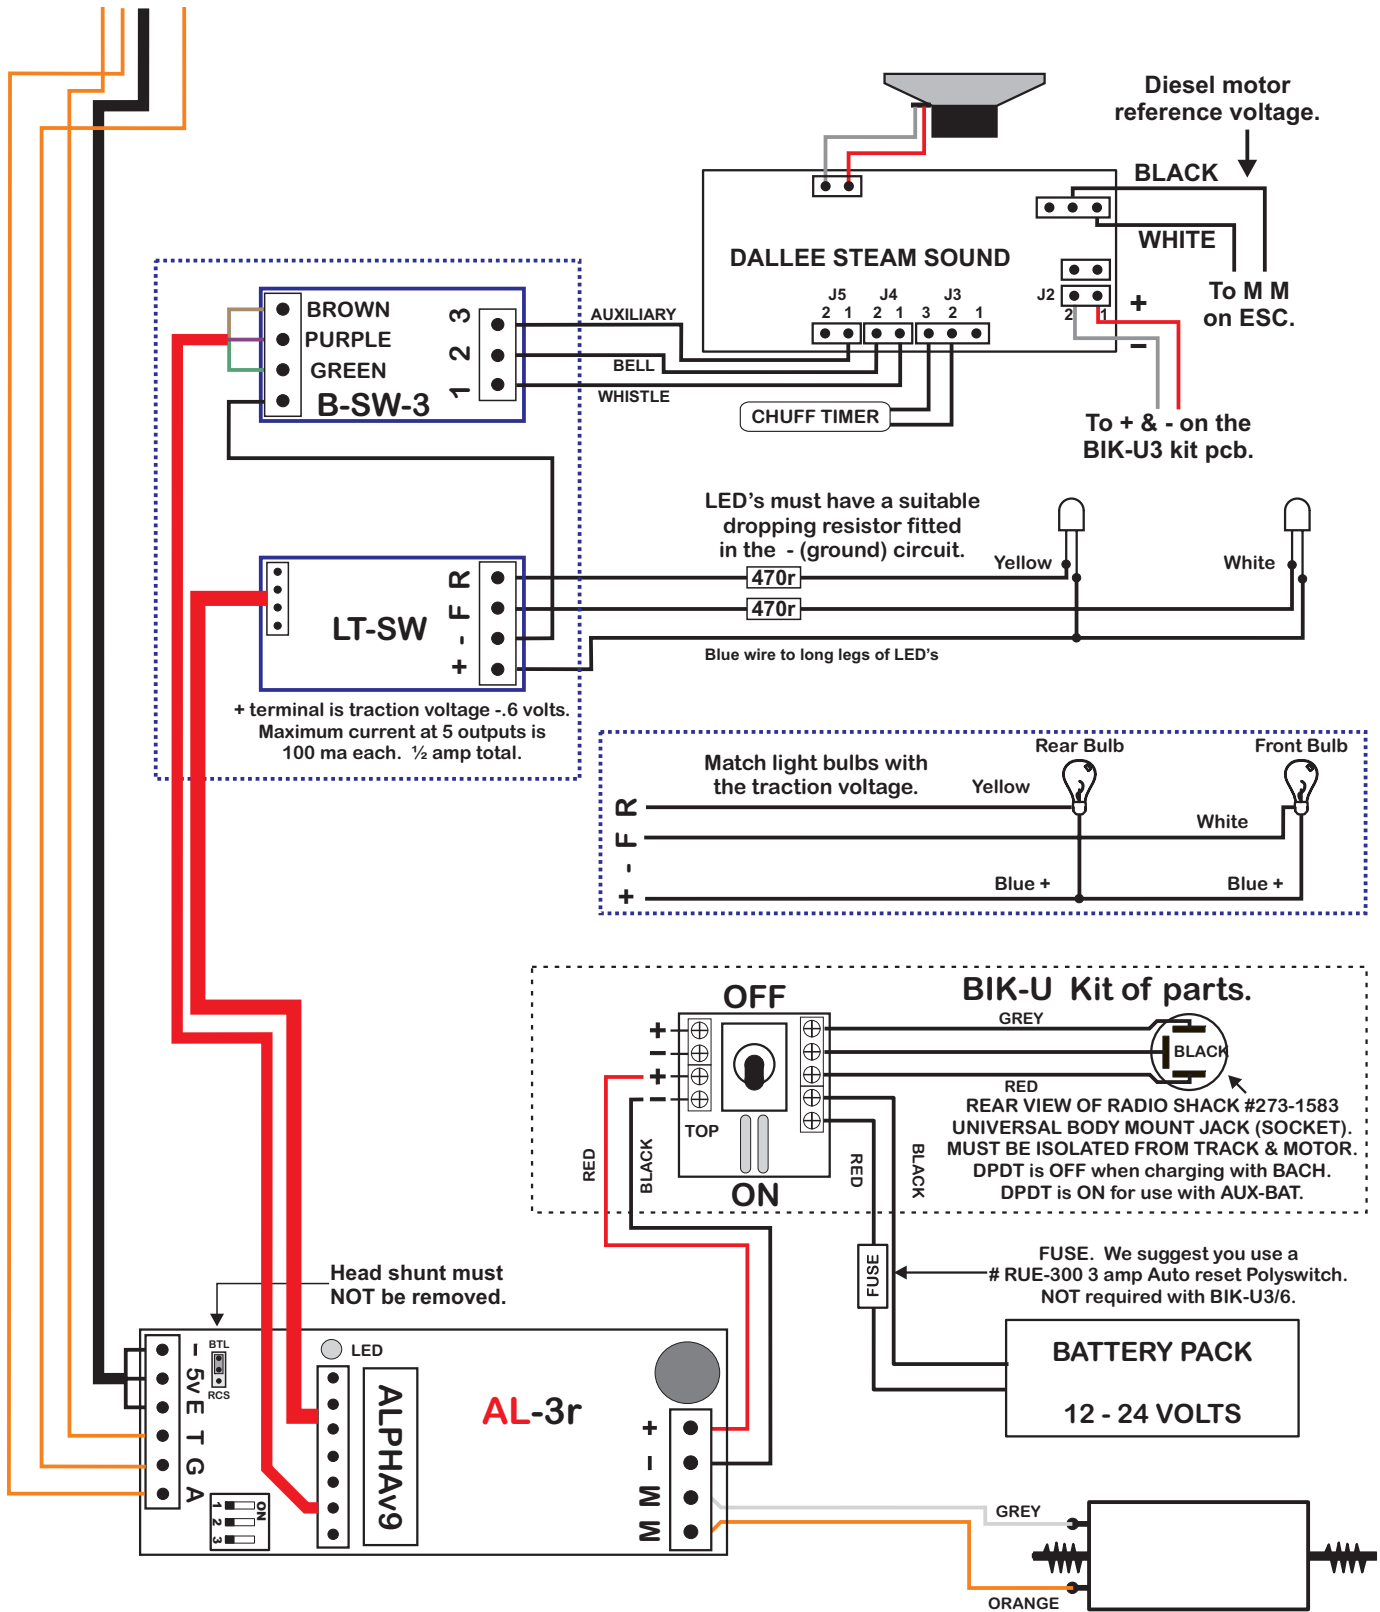 Diesel motor
reference voltage.
BLACK
WHITE
DALLEE STEAM SOUND
To M M
on ESC.
J5
J4
J3
J2
2 1
2 1
3 2 1
2
1
+
–
BROWN
PURPLE
GREEN
B-SW-3
3
2
1
AUXILIARY
BELL
WHISTLE
CHUFF TIMER
To + & - on the
BIK-U3 kit pcb.
LED's must have a suitable
dropping resistor fitted
in the - (ground) circuit.
470r
470r
Yellow
White
Blue wire to long legs of LED's
LT-SW
R
F
-
+
+ terminal is traction voltage -.6 volts.
Maximum current at 5 outputs is
100 ma each. ½ amp total.
Match light bulbs with
the traction voltage.
Rear Bulb
Front Bulb
Yellow
White
Blue +
Blue +
R
F
-
+
BIK-U Kit of parts.
OFF
+
–
+
–
TOP
ON
GREY
BLACK
RED
REAR VIEW OF RADIO SHACK #273-1583
UNIVERSAL BODY MOUNT JACK (SOCKET).
MUST BE ISOLATED FROM TRACK & MOTOR.
DPDT is OFF when charging with BACH.
DPDT is ON for use with AUX-BAT.
RED
BLACK
RED
BLACK
FUSE
FUSE. We suggest you use a
# RUE-300 3 amp Auto reset Polyswitch.
NOT required with BIK-U3/6.
BATTERY PACK
12 - 24 VOLTS
Head shunt must
NOT be removed.
BTL
RCS
–
5v
E
T
G
A
LED
ALPHAv9
AL-3r
ON
1
2
3
+
–
M
M
GREY
ORANGE